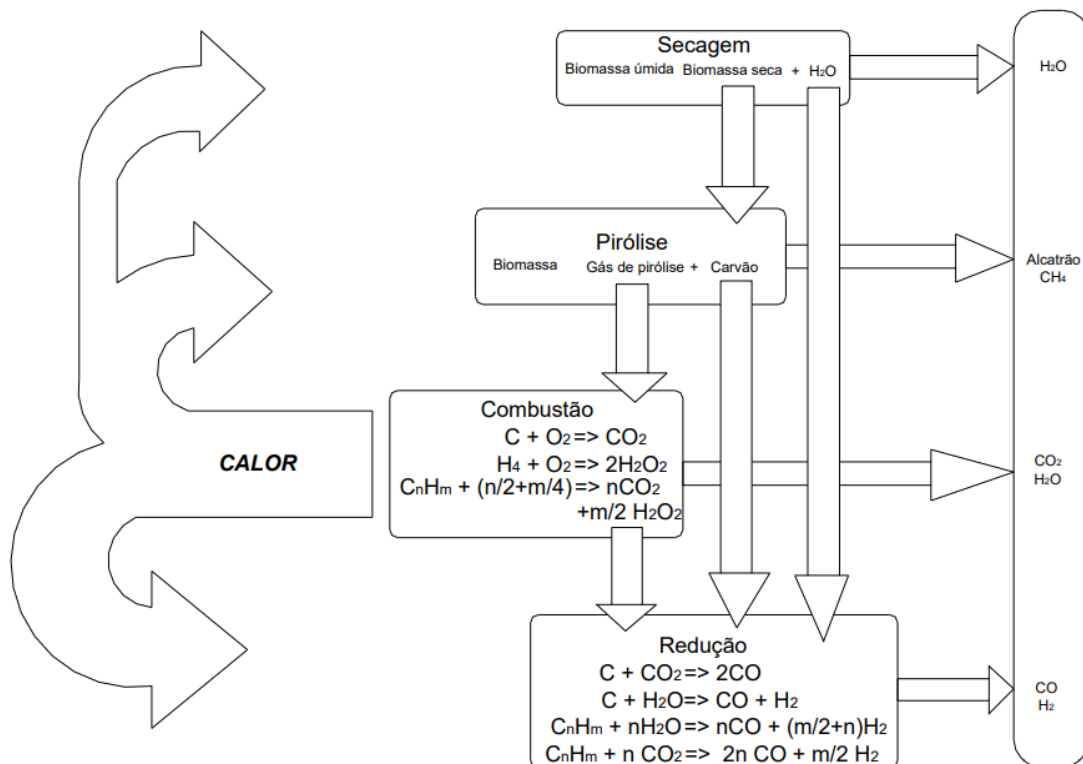 Secagem
Biomassa úmida Biomassa seca + H₂O
H₂O
Pirólise
Biomassa Gás de pirólise + Carvão
Alcatrão
CH₄
Combustão
C + O₂=> CO₂
H₄ + O₂=> 2H₂O₂
CₙHₘ + (n/2+m/4)=> nCO₂
+m/2 H₂O₂
CALOR
CO₂
H₂O
Redução
C + CO₂=> 2CO
C + H₂O=> CO + H₂
CₙHₘ + nH₂O=> nCO + (m/2+n)H₂
CₙHₘ + n CO₂=> 2n CO + m/2 H₂
CO
H₂